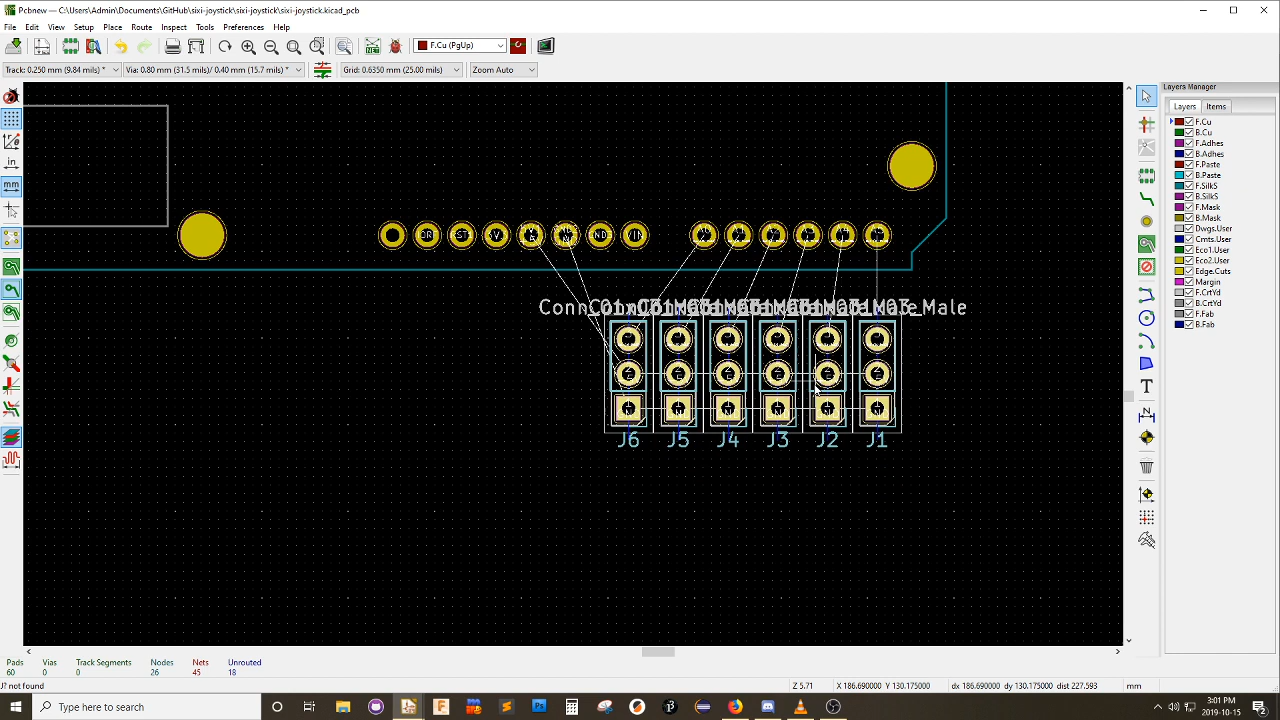 Pcbnew — C:\Users\Admin\Documents\GitHub\sixi-joystick\sixi-joystick\sixi-joystick.kicad_pcb
File Edit View Setup Place Route Inspect Tools Preferences Help
F.Cu (PgUp)
Track: 0.250 mm (9.84 mils) *
Via: 0.80 mm (31.5 mils)/ 0.40 mm (15.7 mils) *
Grid: 0.6350 mm (25.00 mils)
Zoom Auto
Layers Manager
Layers Items
F.Cu
B.Cu
F.Adhes
B.Adhes
F.Paste
B.Paste
F.SilkS
B.SilkS
F.Mask
B.Mask
Dwgs.User
Cmts.User
Eco1.User
Eco2.User
Edge.Cuts
Margin
F.CrtYd
B.CrtYd
F.Fab
B.Fab
in
mm
VIN
_Male
J6 J5 J4 J3 J2 J1
Pads Vias Track Segments Nodes Nets Unrouted
60 0 0 26 45 18
J? not found
Z 5.71
X 186.690000 Y 130.175000
dx 186.690000 dy 130.175000 dist 227.593
mm
Type here to search
3:01 PM
2019-10-15